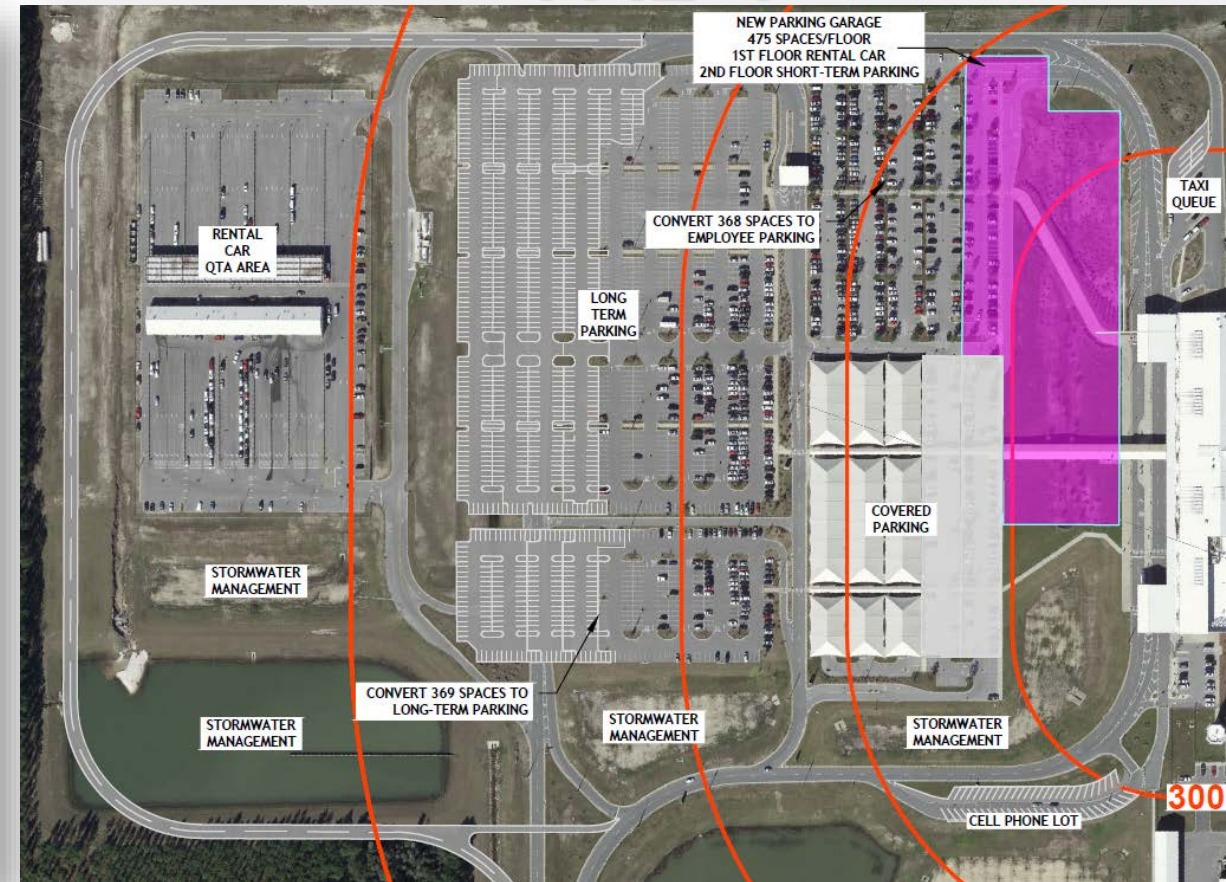 NEW PARKING GARAGE
475 SPACES/FLOOR
1ST FLOOR RENTAL CAR
2ND FLOOR SHORT-TERM PARKING
TAXI
QUEUE
CONVERT 368 SPACES TO
EMPLOYEE PARKING
RENTAL
CAR
QTA AREA
LONG
TERM
PARKING
COVERED
PARKING
STORMWATER
MANAGEMENT
CONVERT 369 SPACES TO
LONG-TERM PARKING
STORMWATER
MANAGEMENT
STORMWATER
MANAGEMENT
STORMWATER
MANAGEMENT
300
CELL PHONE LOT